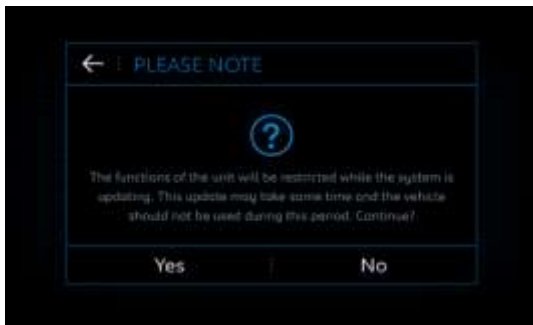 PLEASE NOTE
?
The functions of the unit will be restricted while the system is
updating. This update may take some time and the vehicle
should not be used during this period. Continue?
Yes
No